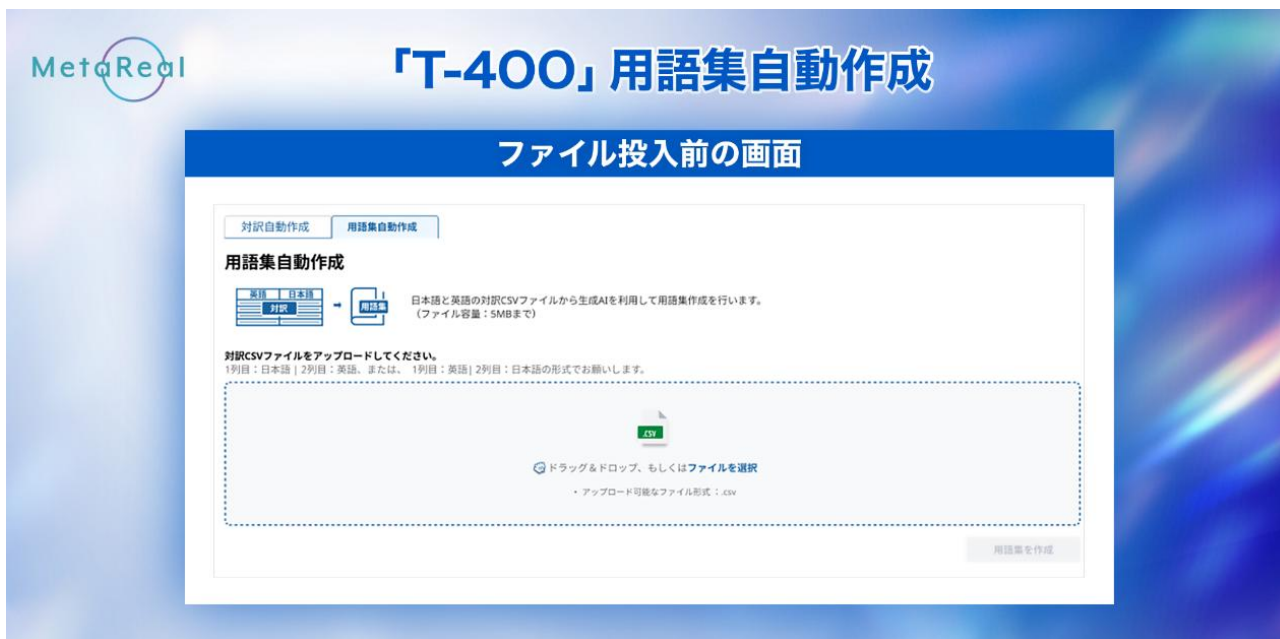 MetaReal
「T-4OO」用語集自動作成
ファイル投入前の画面
対訳自動作成
用語集自動作成
用語集自動作成
英語 日本語
対訳
用語集
日本語と英語の対訳CSVファイルから生成AIを利用して用語集作成を行います。
（ファイル容量：5MBまで）
対訳CSVファイルをアップロードしてください。
1列目：日本語 | 2列目：英語、または、 1列目：英語| 2列目：日本語の形式でお願いします。
.CSV
ドラッグ＆ドロップ、もしくはファイルを選択
・アップロード可能なファイル形式：.csv
用語集を作成